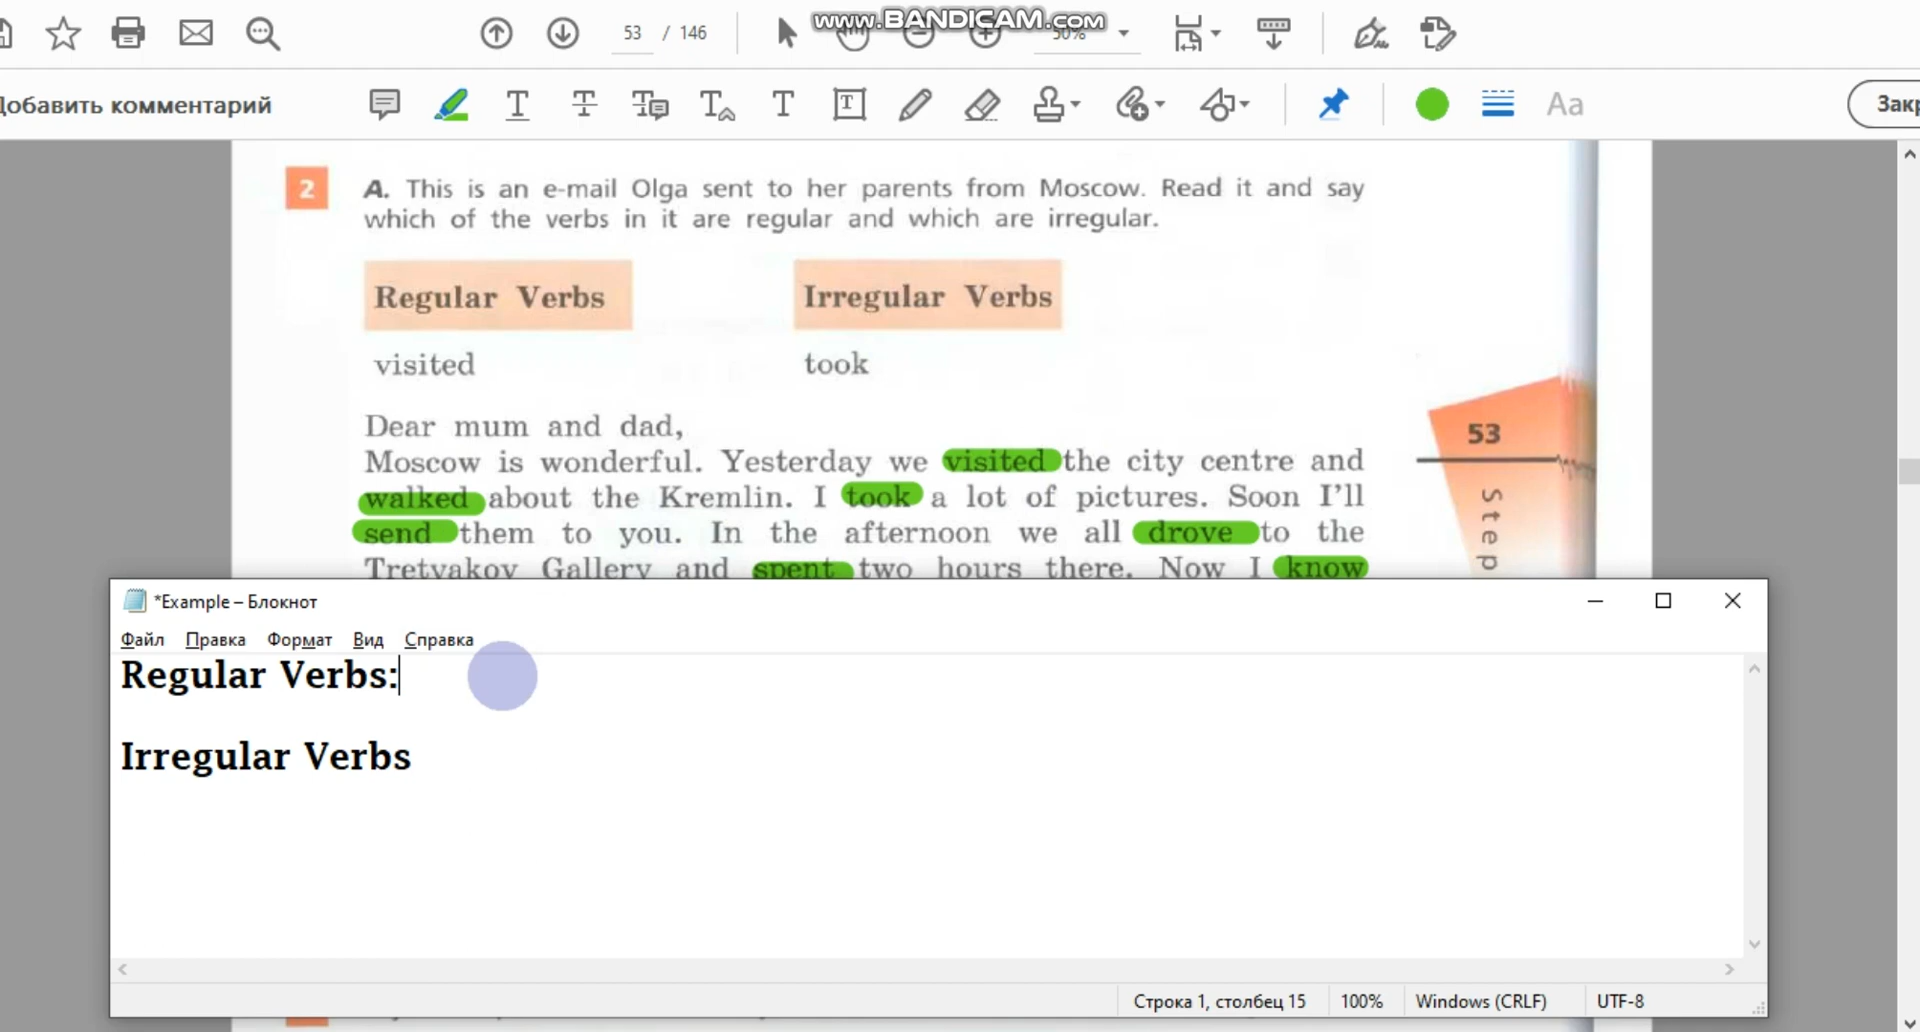 53 / 146
www.BANDICAM.com
50%
Добавить комментарий
Aa
Закр
2 A. This is an e-mail Olga sent to her parents from Moscow. Read it and say
which of the verbs in it are regular and which are irregular.
Regular Verbs Irregular Verbs
visited took
Dear mum and dad,
Moscow is wonderful. Yesterday we visited the city centre and
walked about the Kremlin. I took a lot of pictures. Soon I'll
send them to you. In the afternoon we all drove to the
Tretyakov Gallery and spent two hours there. Now I know
53
Step
*Example – Блокнот
Файл Правка Формат Вид Справка
Regular Verbs:
Irregular Verbs
Строка 1, столбец 15 100% Windows (CRLF) UTF-8